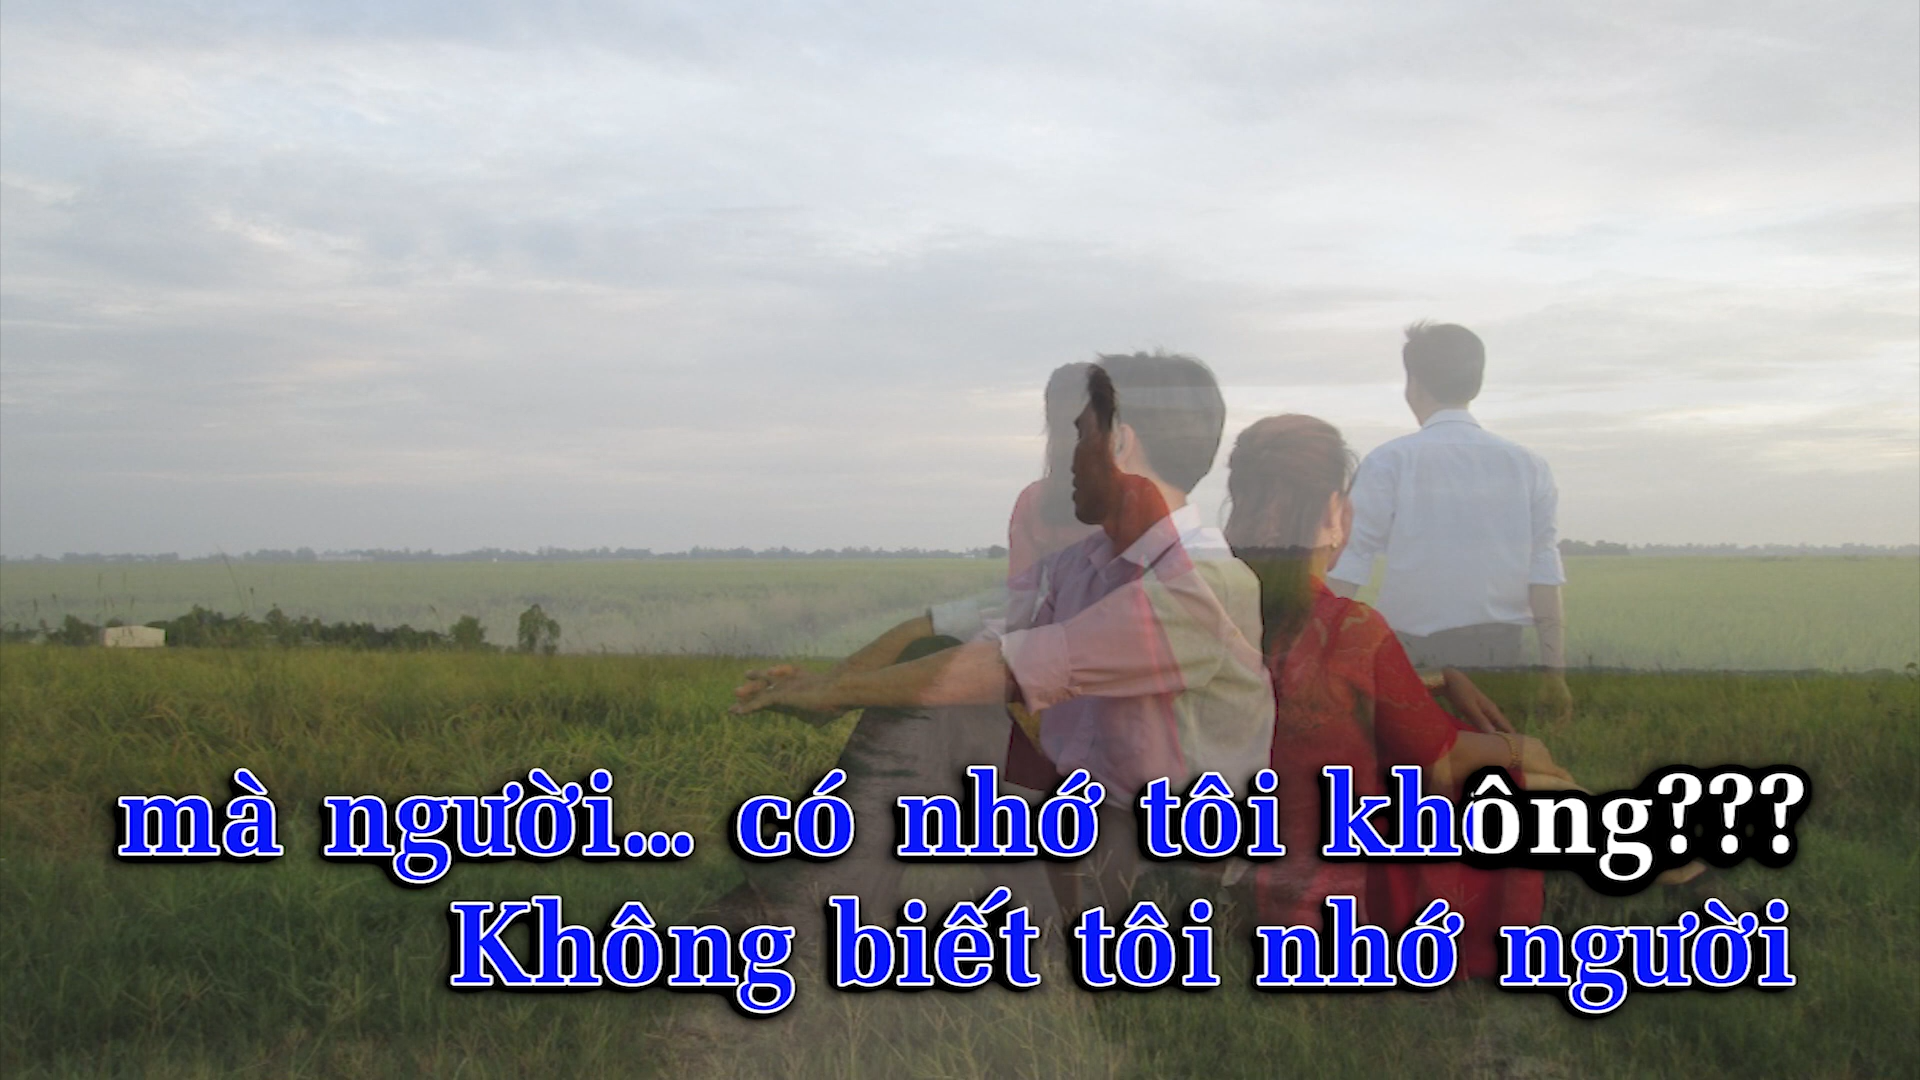 mà người... có nhớ tôi không???
Không biết tôi nhớ người